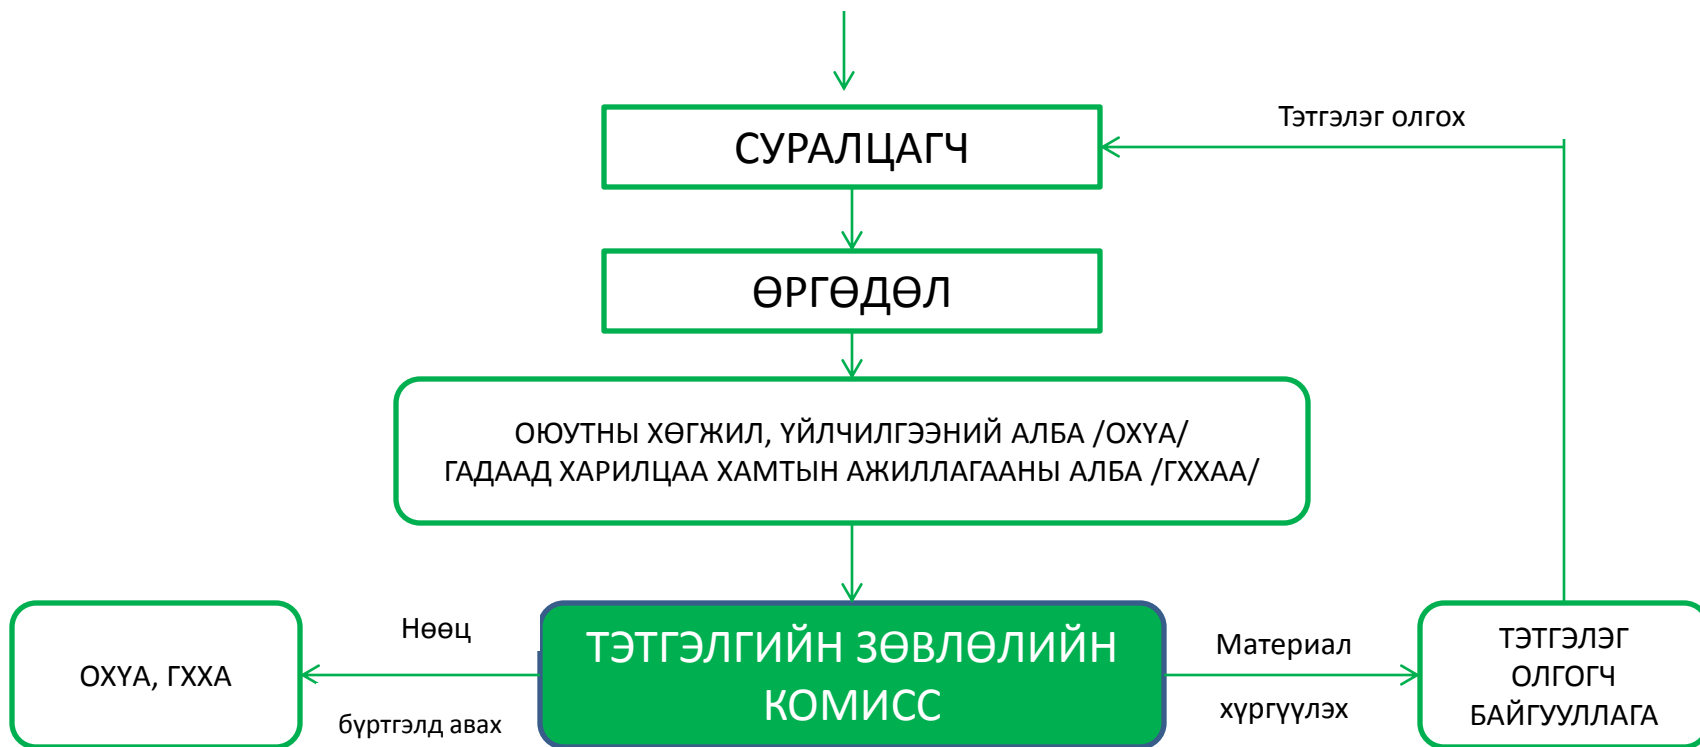 СУРАЛЦАГЧ
Тэтгэлэг олгох
ӨРГӨДӨЛ
ОЮУТНЫ ХӨГЖИЛ, ҮЙЛЧИЛГЭЭНИЙ АЛБА /ОХҮА/
ГАДААД ХАРИЛЦАА ХАМТЫН АЖИЛЛАГААНЫ АЛБА /ГХХАА/
ОХҮА, ГХХА
Нөөц
бүртгэлд авах
ТЭТГЭЛГИЙН ЗӨВЛӨЛИЙН
КОМИСС
Материал
хүргүүлэх
ТЭТГЭЛЭГ
ОЛГОГЧ
БАЙГУУЛЛАГА